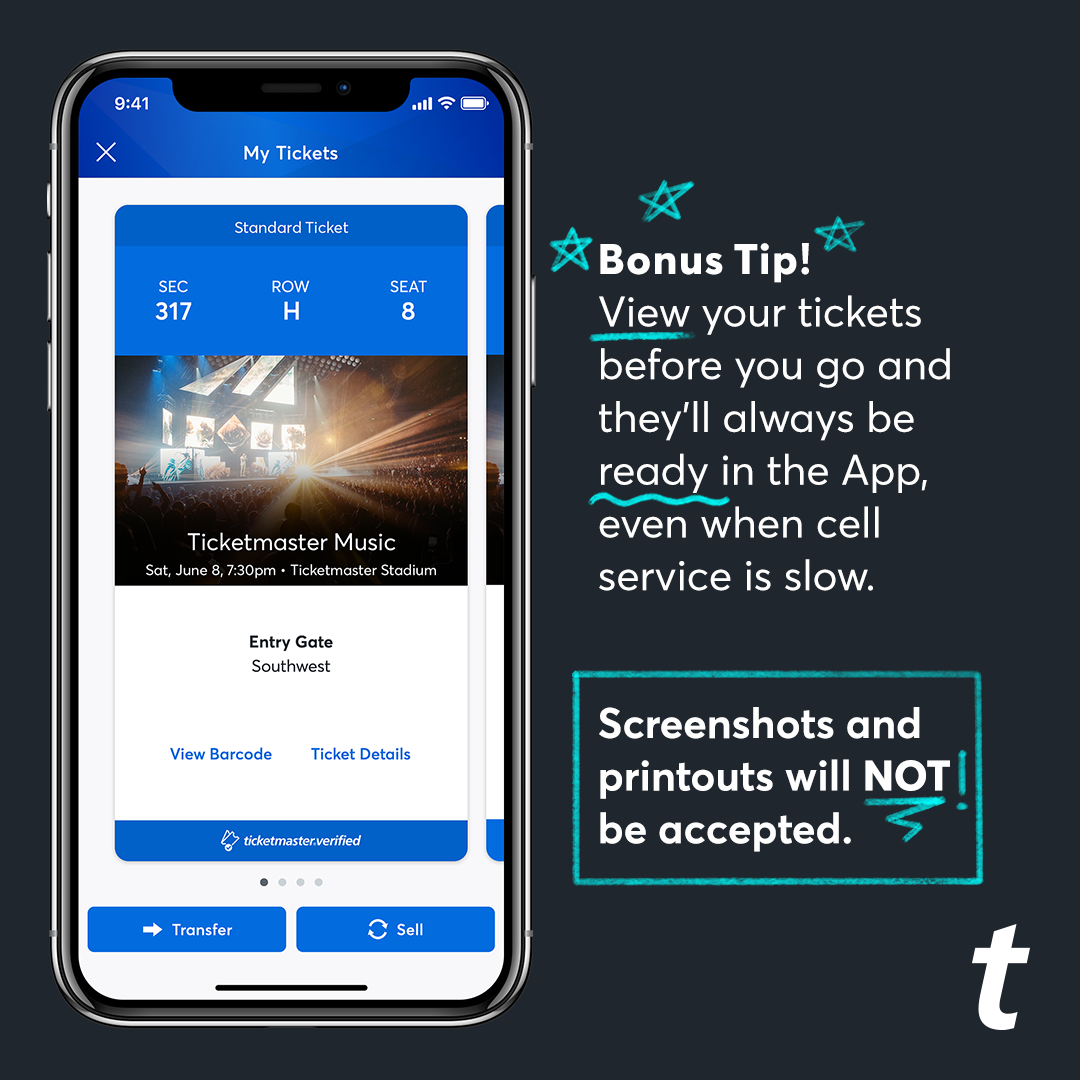 9:41
My Tickets
Standard Ticket
SEC ROW SEAT
317 H 8
Ticketmaster Music
Sat, June 8, 7:30pm • Ticketmaster Stadium
Entry Gate
Southwest
View Barcode Ticket Details
ticketmaster.verified
Transfer Sell
Bonus Tip!
View your tickets
before you go and
they’ll always be
ready in the App,
even when cell
service is slow.
Screenshots and
printouts will NOT!
be accepted.
t